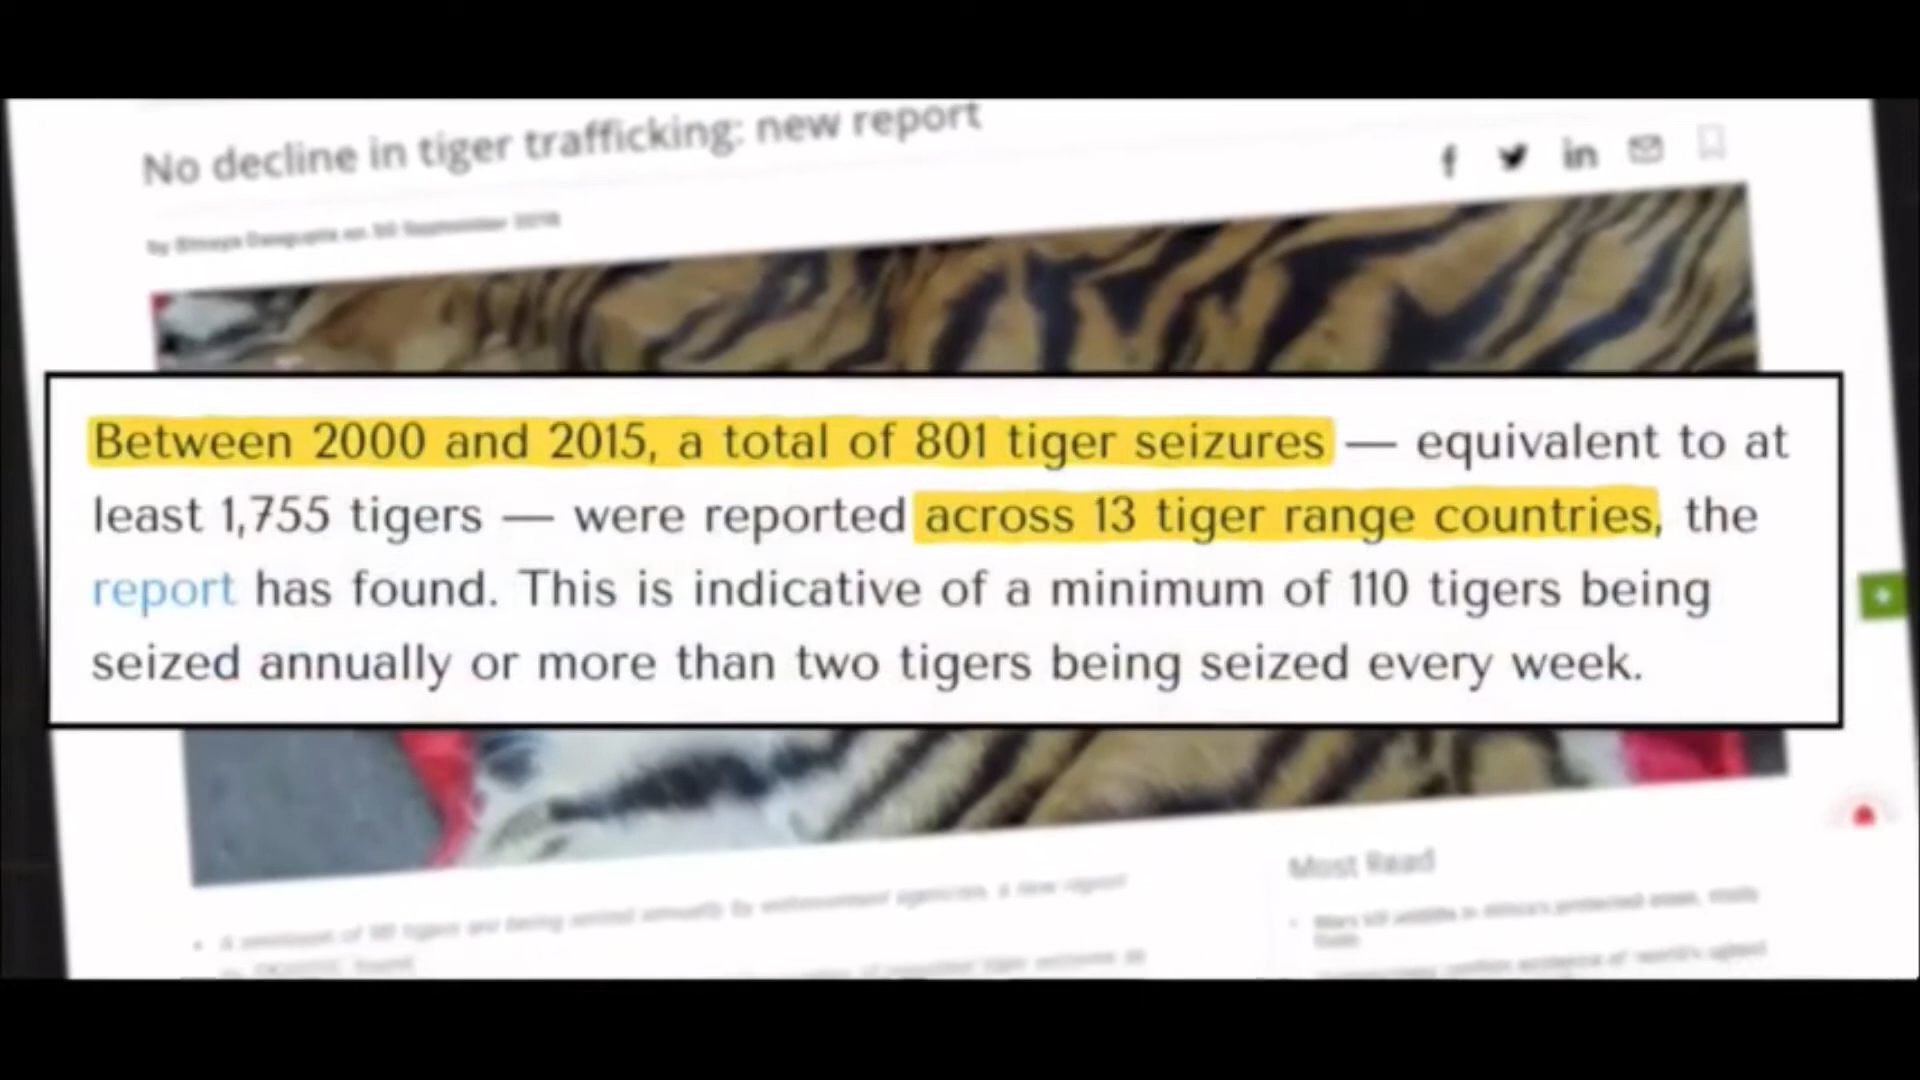 No decline in tiger trafficking: new report
Between 2000 and 2015, a total of 801 tiger seizures — equivalent to at
least 1,755 tigers — were reported across 13 tiger range countries, the
report has found. This is indicative of a minimum of 110 tigers being
seized annually or more than two tigers being seized every week.
Most Read